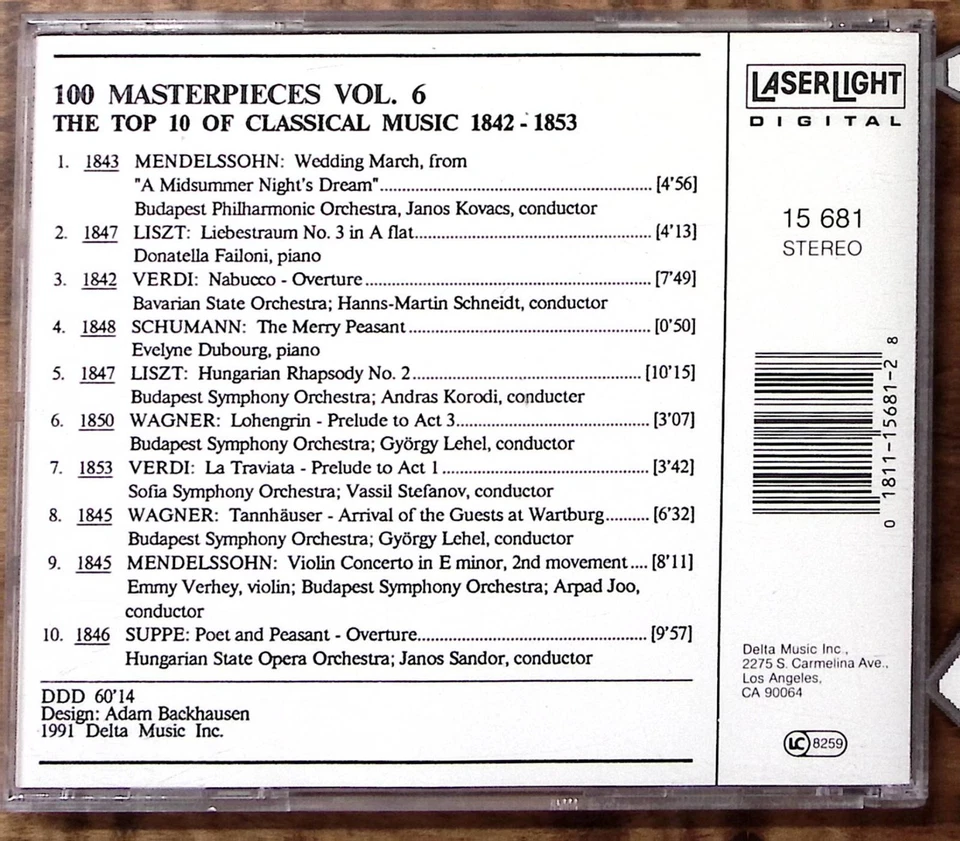 100 MASTERPIECES VOL. 6
THE TOP 10 OF CLASSICAL MUSIC 1842 - 1853
1. 1843 MENDELSSOHN: Wedding March, from
"A Midsummer Night's Dream"................................................ [4'56]
Budapest Philharmonic Orchestra, Janos Kovacs, conductor
2. 1847 LISZT: Liebestraum No. 3 in A flat.......................................... [4'13]
Donatella Failoni, piano
3. 1842 VERDI: Nabucco - Overture.................................................. [7'49]
Bavarian State Orchestra; Hanns-Martin Schneidt, conductor
4. 1848 SCHUMANN: The Merry Peasant.......................................... [0'50]
Evelyne Dubourg, piano
5. 1847 LISZT: Hungarian Rhapsody No. 2........................................ [10'15]
Budapest Symphony Orchestra; Andras Korodi, conducter
6. 1850 WAGNER: Lohengrin - Prelude to Act 3.................................. [3'07]
Budapest Symphony Orchestra; György Lehel, conductor
7. 1853 VERDI: La Traviata - Prelude to Act 1.................................... [3'42]
Sofia Symphony Orchestra; Vassil Stefanov, conductor
8. 1845 WAGNER: Tannhäuser - Arrival of the Guests at Wartburg.......... [6'32]
Budapest Symphony Orchestra; György Lehel, conductor
9. 1845 MENDELSSOHN: Violin Concerto in E minor, 2nd movement.... [8'11]
Emmy Verhey, violin; Budapest Symphony Orchestra; Arpad Joo,
conductor
10. 1846 SUPPE: Poet and Peasant - Overture........................................ [9'57]
Hungarian State Opera Orchestra; Janos Sandor, conductor
DDD 60'14
Design: Adam Backhausen
1991 Delta Music Inc.
LASERLIGHT
DIGITAL
15 681
STEREO
0 1811-15681-2 8
Delta Music Inc.,
2275 S. Carmelina Ave.,
Los Angeles,
CA 90064
LC 8259